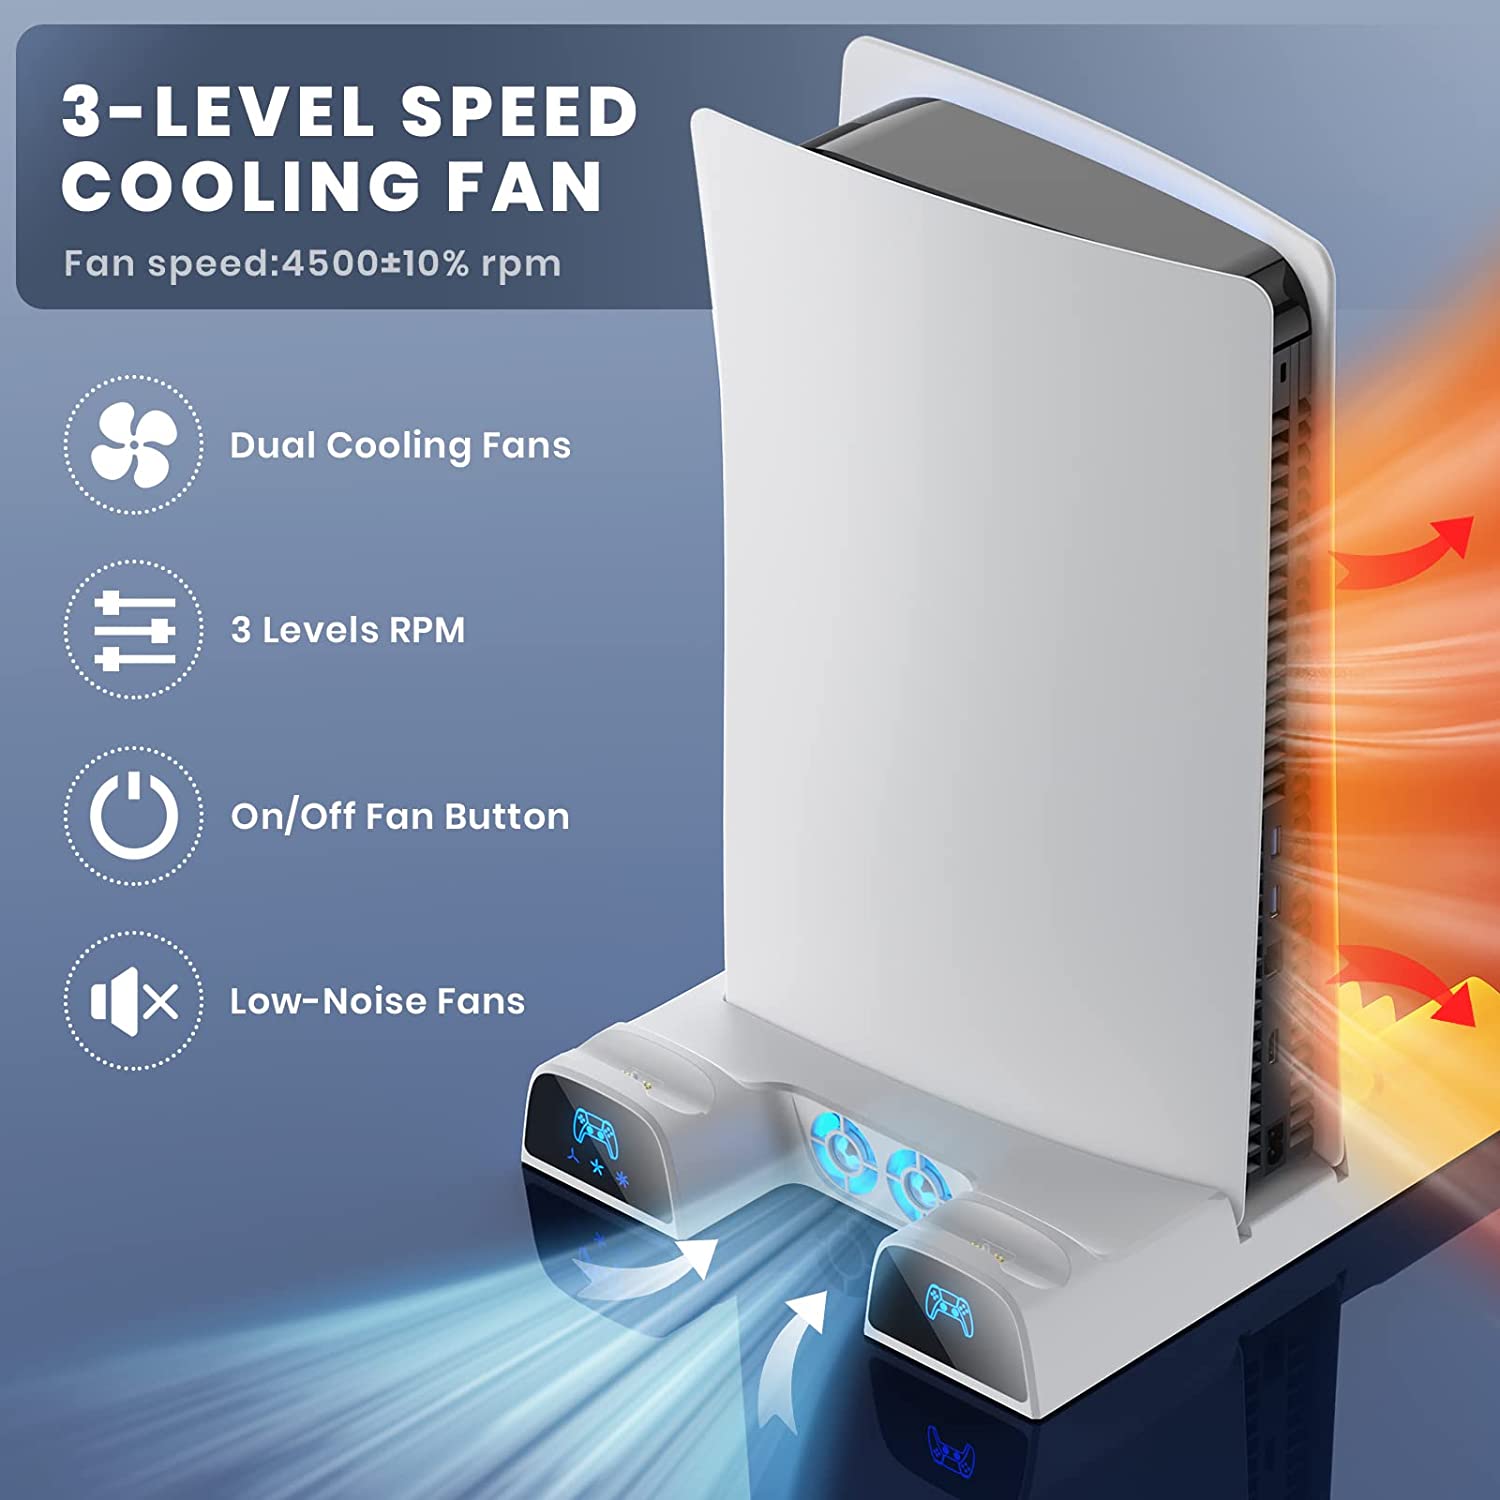 3-LEVEL SPEED
COOLING FAN
Fan speed:4500±10% rpm
Dual Cooling Fans
3 Levels RPM
On/Off Fan Button
Low-Noise Fans